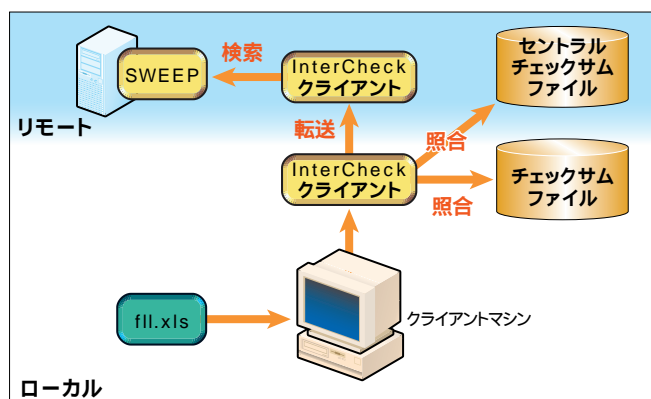 SWEEP
検索
InterCheck
クライアント
セントラル
チェックサム
ファイル
リモート
転送
照合
InterCheck
クライアント
照合
チェックサム
ファイル
fll.xls
クライアントマシン
ローカル